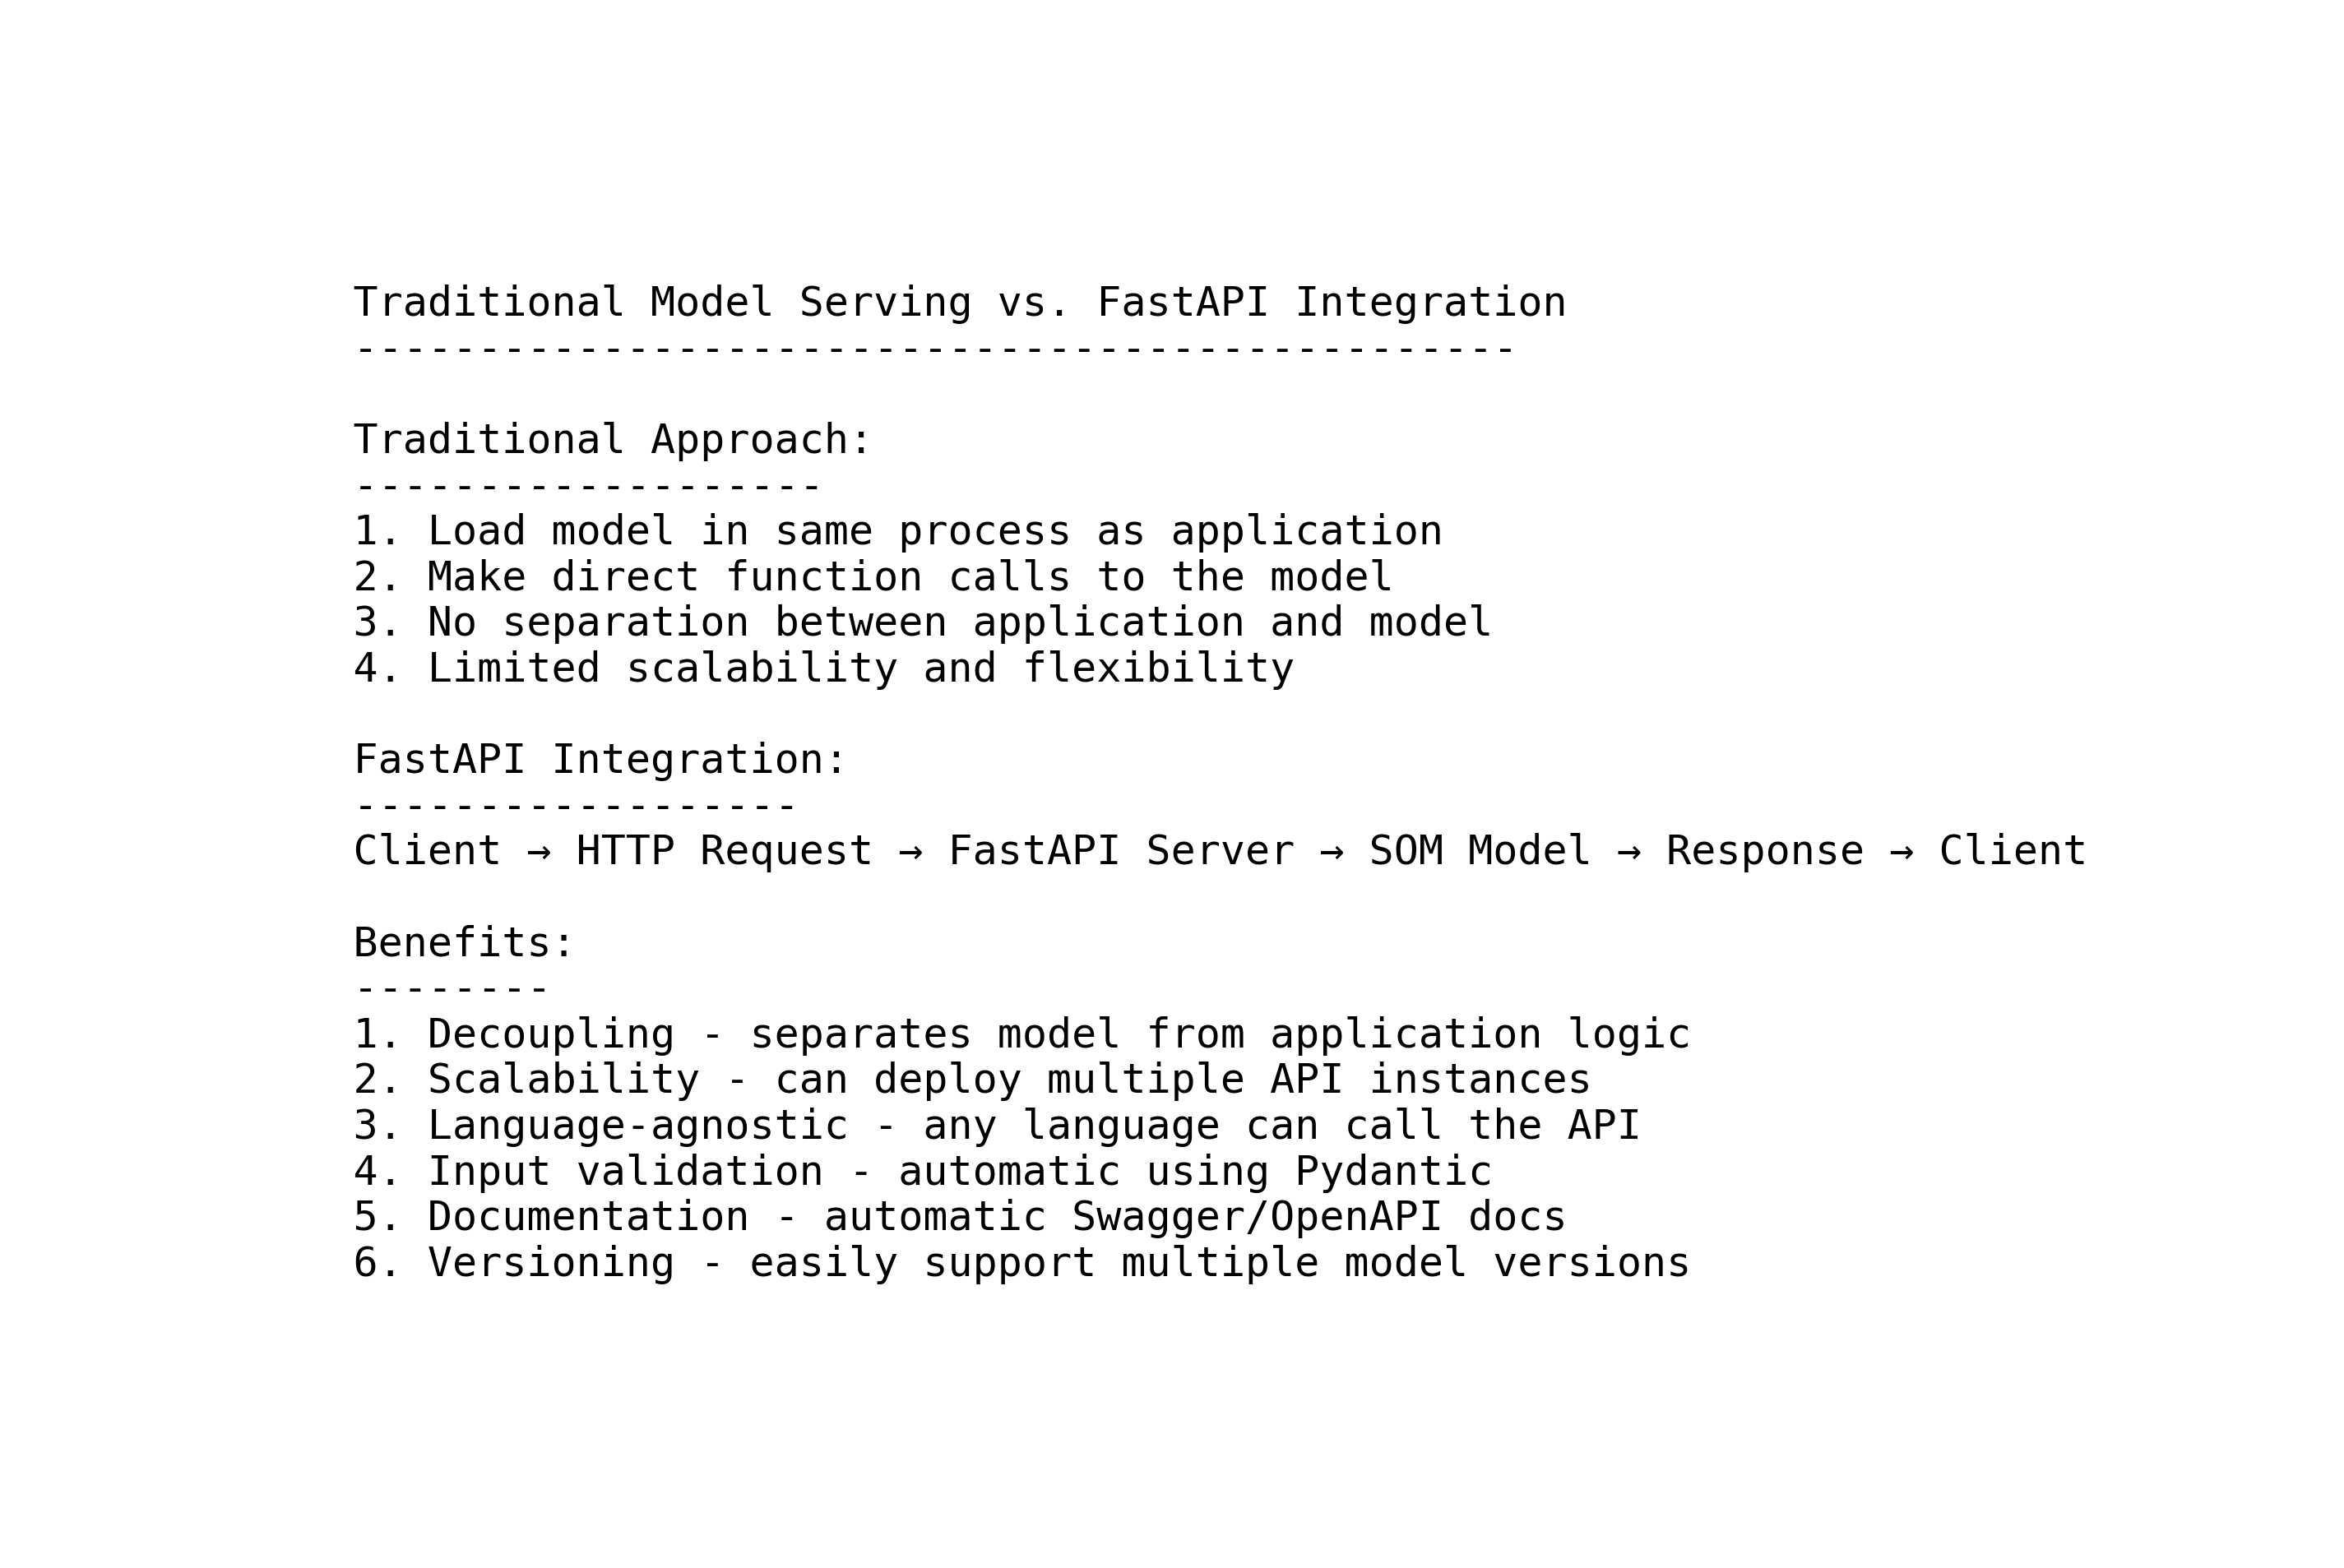 Traditional Model Serving vs. FastAPI Integration
-----------------------------------------------

Traditional Approach:
-------------------
1. Load model in same process as application
2. Make direct function calls to the model
3. No separation between application and model
4. Limited scalability and flexibility

FastAPI Integration:
------------------
Client → HTTP Request → FastAPI Server → SOM Model → Response → Client

Benefits:
--------
1. Decoupling - separates model from application logic
2. Scalability - can deploy multiple API instances
3. Language-agnostic - any language can call the API
4. Input validation - automatic using Pydantic
5. Documentation - automatic Swagger/OpenAPI docs
6. Versioning - easily support multiple model versions